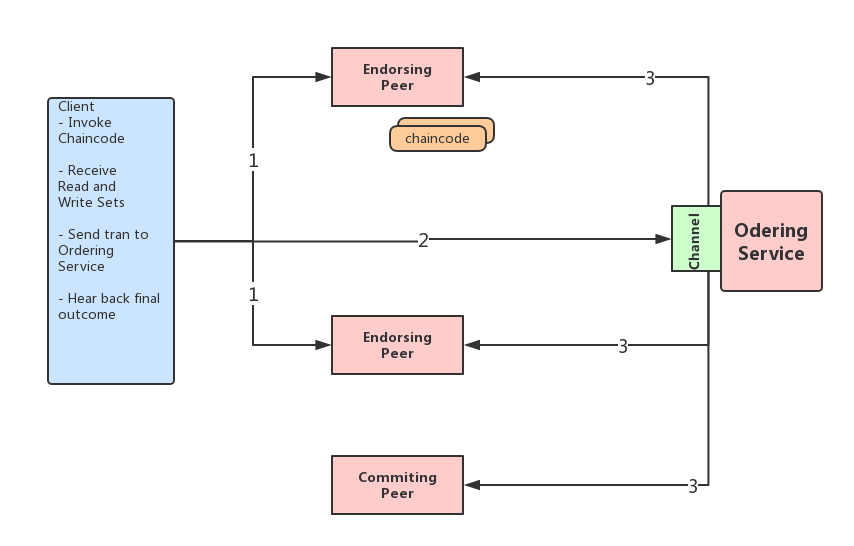 Client
- Invoke
Chaincode
- Receive
Read and
Write Sets
- Send tran to
Ordering
Service
- Hear back final
outcome
Endorsing
Peer
chaincode
1
2
1
3
Channel
Odering
Service
Endorsing
Peer
3
Commiting
Peer
3